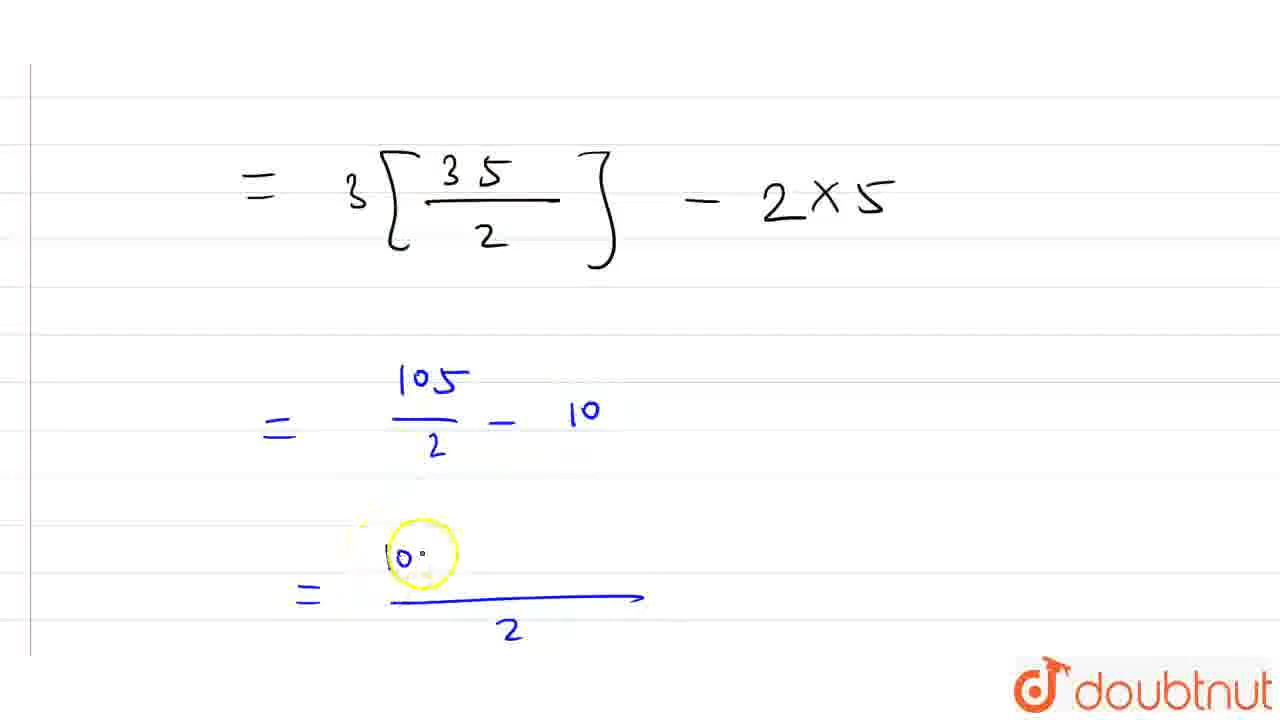 = 3 [ 35/2 ] - 2 × 5
= 105/2 - 10
= 10 /2
doubtnut